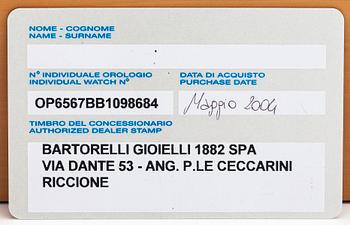 NOME - COGNOME
NAME - SURNAME
N° INDIVIDUALE OROLOGIO
INDIVIDUAL WATCH N°
DATA DI ACQUISTO
PURCHASE DATE
OP6567BB1098684
Maggio 2004
TIMBRO DEL CONCESSIONARIO
AUTHORIZED DEALER STAMP
BARTORELLI GIOIELLI 1882 SPA
VIA DANTE 53 - ANG. P.LE CECCARINI
RICCIONE